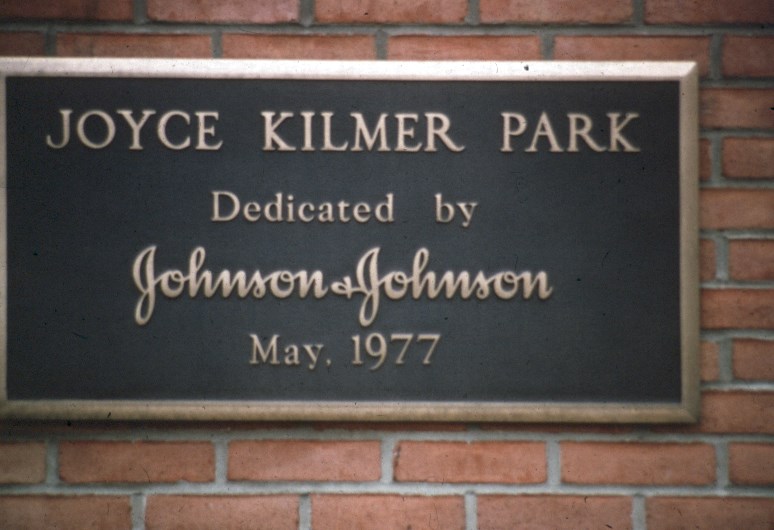 JOYCE KILMER PARK
Dedicated by
Johnson & Johnson
May, 1977